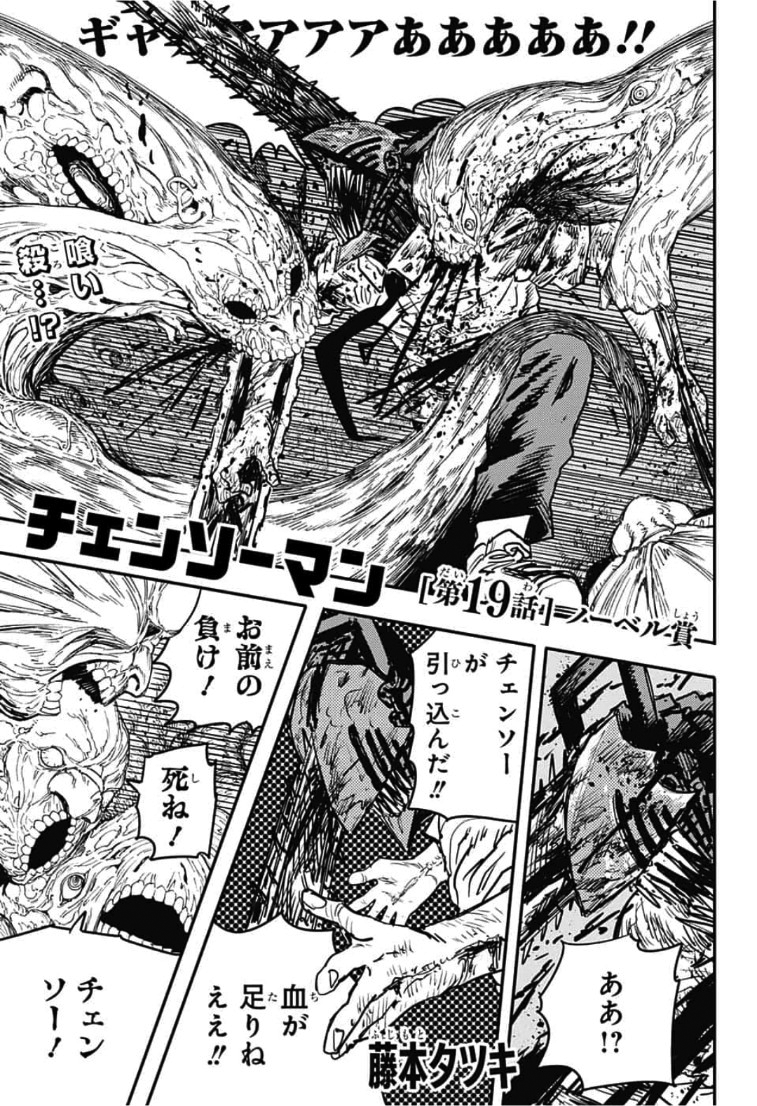 ギャアアアアアあああああ!!
喰い
殺…!?
チェンソーマン
[第19話]ノーベル賞
ああ!?
チェンソー
が
引っ込んだ!!
血が
足りね
ええ!!
お前の
負け!
死ね!
チェン
ソー!
藤本タツキ